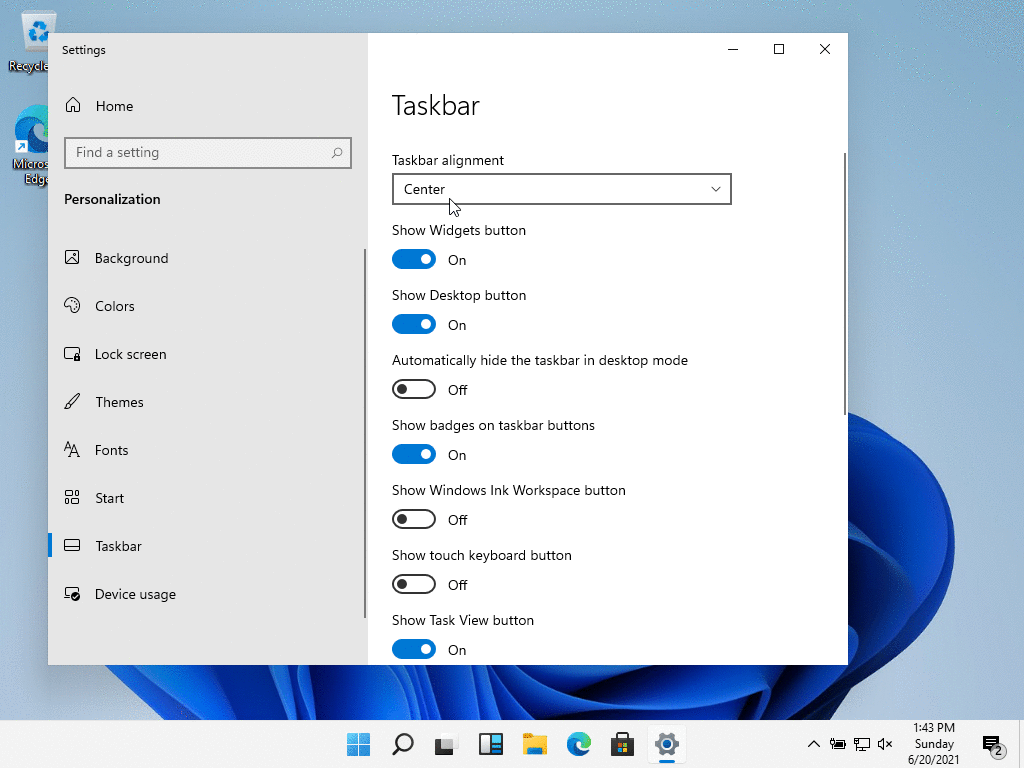 Recycle
Micros
Edge
Settings
Home
Find a setting
Personalization
Background
Colors
Lock screen
Themes
Fonts
Start
Taskbar
Device usage
Taskbar
Taskbar alignment
Center
Show Widgets button
On
Show Desktop button
On
Automatically hide the taskbar in desktop mode
Off
Show badges on taskbar buttons
On
Show Windows Ink Workspace button
Off
Show touch keyboard button
Off
Show Task View button
On
1:43 PM
Sunday
6/20/2021
2